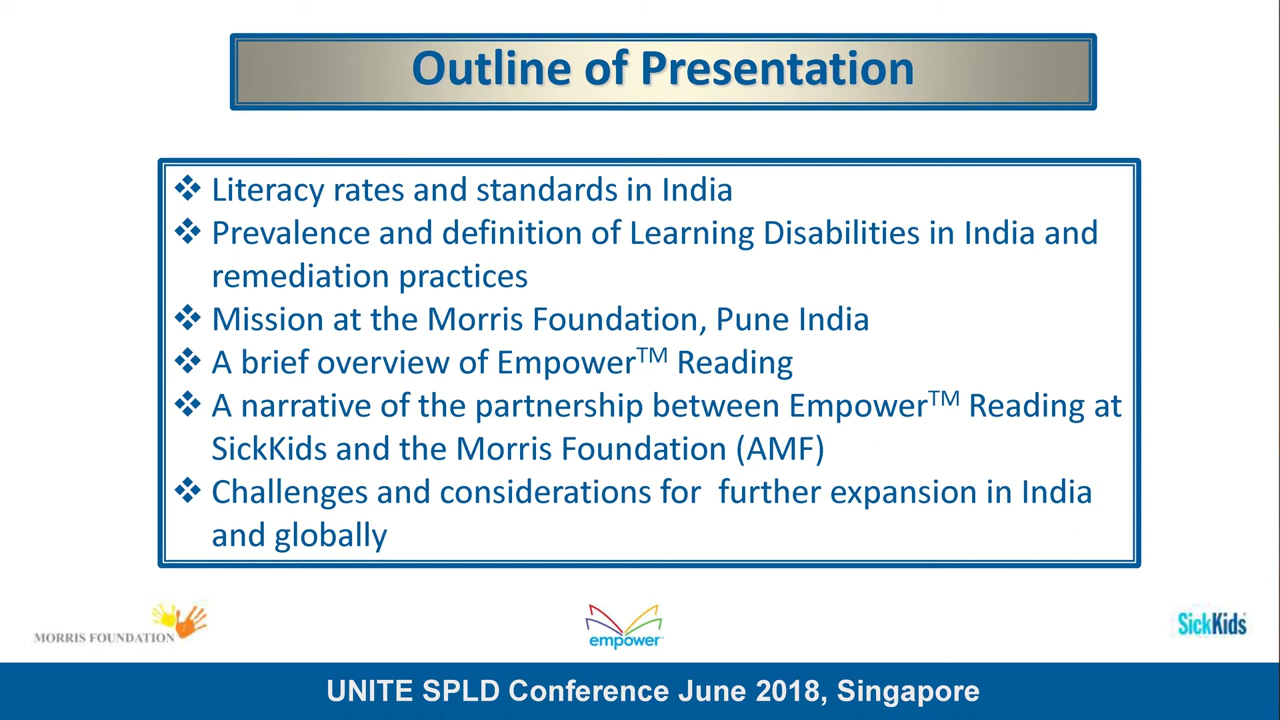 Outline of Presentation
❖ Literacy rates and standards in India
❖ Prevalence and definition of Learning Disabilities in India and
remediation practices
❖ Mission at the Morris Foundation, Pune India
❖ A brief overview of Empower™ Reading
❖ A narrative of the partnership between Empower™ Reading at
SickKids and the Morris Foundation (AMF)
❖ Challenges and considerations for  further expansion in India
and globally
MORRIS FOUNDATION
empower™
SickKids
UNITE SPLD Conference June 2018, Singapore